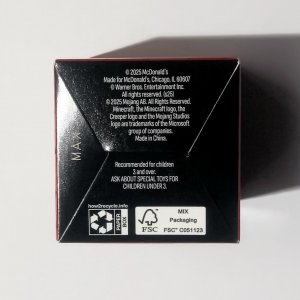 © 2025 McDonald's
Made for McDonald's, Chicago, IL 60607
© Warner Bros. Entertainment Inc.
All rights reserved. (s25)
© 2025 Mojang AB. All Rights Reserved.
Minecraft, the Minecraft logo, the
Creeper logo and the Mojang Studios
logo are trademarks of the Microsoft
group of companies.
Made in China.
MAX
Recommended for children
3 and over.
ASK ABOUT SPECIAL TOYS FOR
CHILDREN UNDER 3.
how2recycle.info
PAPER
BOX
FSC
MIX
Packaging
FSC® C051123